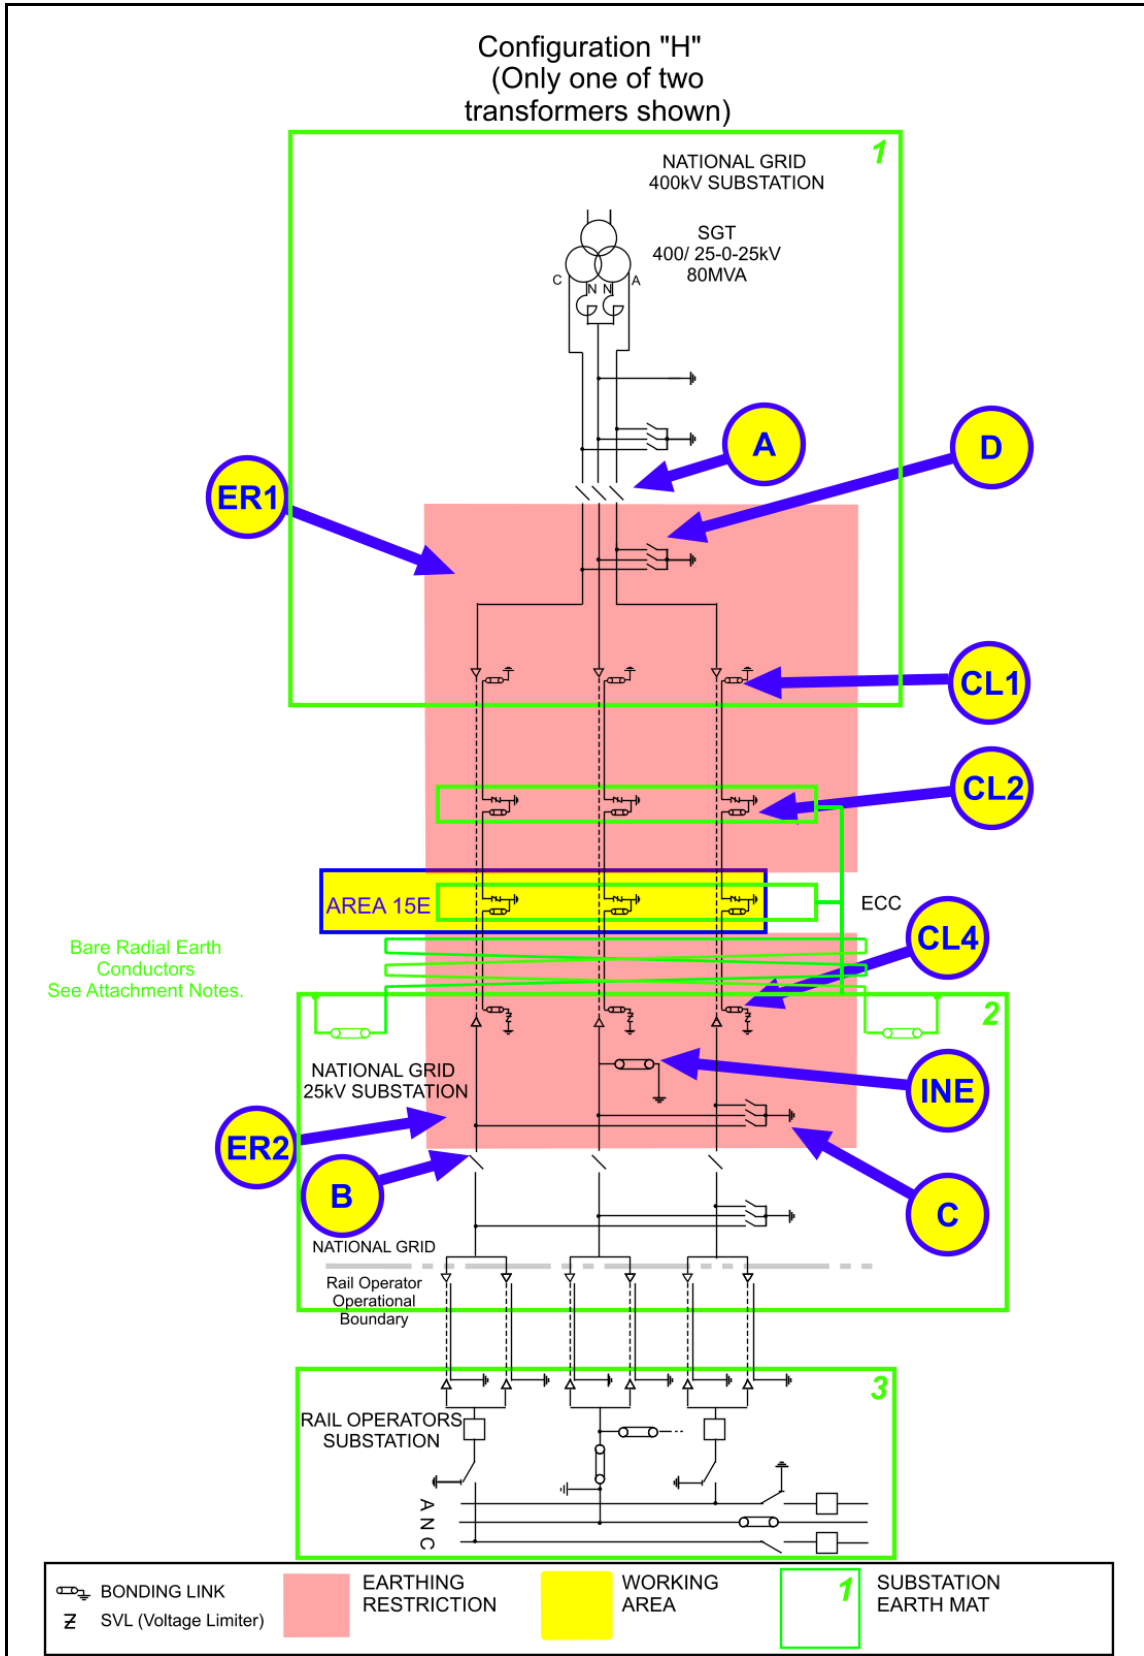 Configuration "H"
(Only one of two
transformers shown)
1
NATIONAL GRID
400kV SUBSTATION
SGT
400/ 25-0-25kV
80MVA
C
N
N
A
A
D
ER1
CL1
CL2
AREA 15E
ECC
CL4
Bare Radial Earth
Conductors
See Attachment Notes.
2
NATIONAL GRID
25kV SUBSTATION
INE
ER2
B
C
NATIONAL GRID
Rail Operator
Operational
Boundary
3
RAIL OPERATORS
SUBSTATION
A
N
C
BONDING LINK
SVL (Voltage Limiter)
EARTHING
RESTRICTION
WORKING
AREA
1
SUBSTATION
EARTH MAT